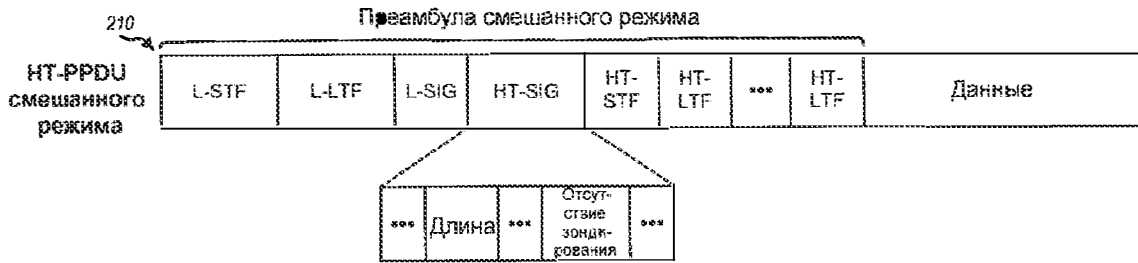 Преамбула смешанного режима
210
HT-PPDU
смешанного
режима
L-STF
L-LTF
L-SIG
HT-SIG
HT-
STF
HT-
LTF
•••
HT-
LTF
Данные
•••
Длина
•••
Отсут-
ствие
зонди-
рования
•••